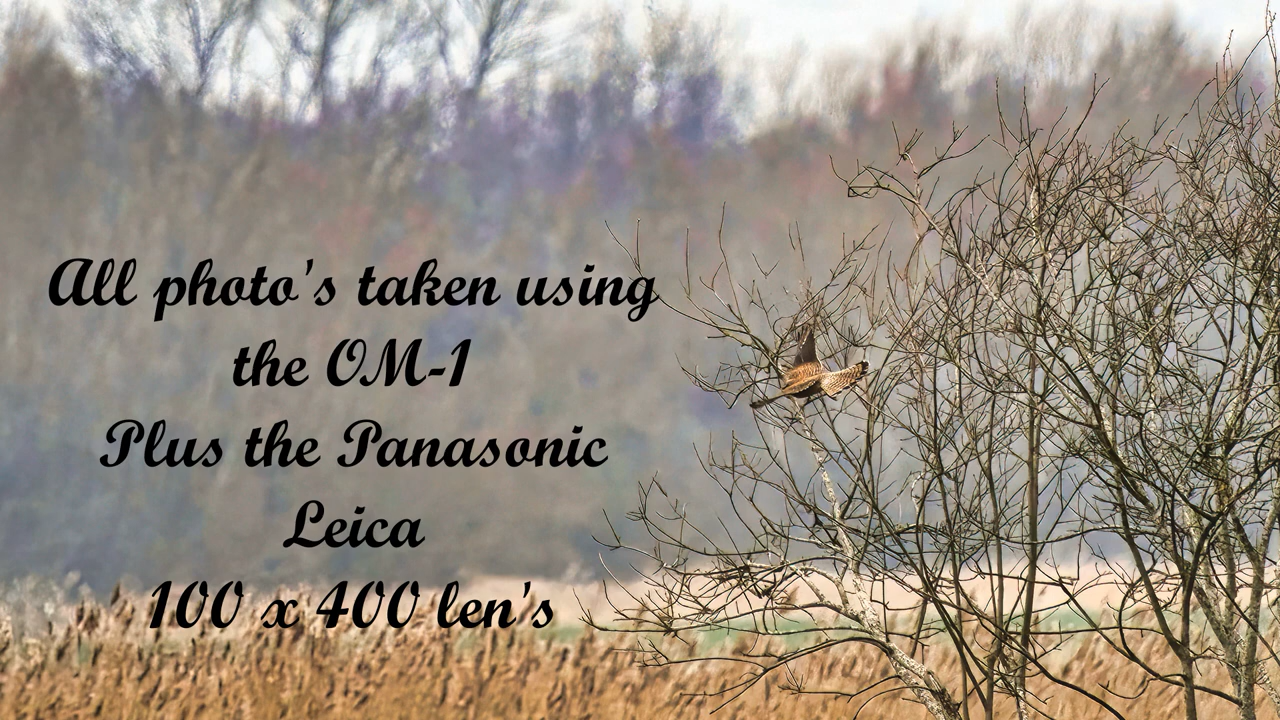 All photo's taken using
the OM-1
Plus the Panasonic
Leica
100 x 400 len's